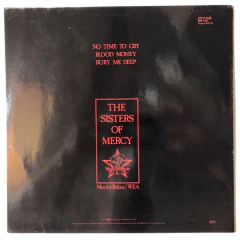 NO TIME TO CRY
BLOOD MONEY
BURY ME DEEP
THE
SISTERS
OF
MERCY
Merciful Release / WEA